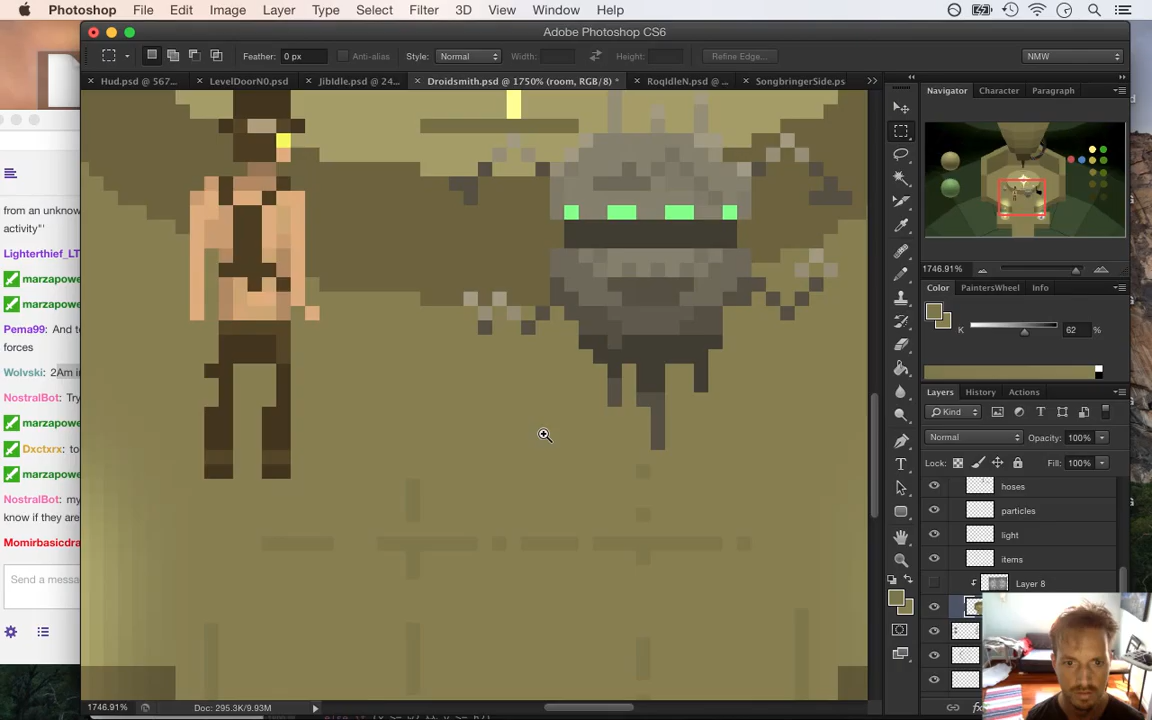 Photoshop File Edit Image Layer Type Select Filter 3D View Window Help
Adobe Photoshop CS6
Feather: 0 px Anti-alias Style: Normal Width: Height: Refine Edge... NMW
Hud.psd @ 567... LevelDoorN0.psd JibIdle.psd @ 24... Droidsmith.psd @ 1750% (room, RGB/8) * RoqIdleN.psd @ ... SongbringerSide.ps
Navigator Character Paragraph
1746.91%
Color PaintersWheel Info
K 62 %
Layers History Actions
Kind
Normal Opacity: 100%
Lock: Fill: 100%
hoses
particles
light
items
Layer 8
from an unknow
activity"'
Lighterthief_LT
marzapowe
marzapowe
Pema99: And to
forces
Wolvski: 2Am i
NostralBot: Try
marzapowe
Dxctxrx: to
marzapowe
NostralBot: my
know if they are
Momirbasicdra
Send a messa
1746.91% Doc: 295.3K/9.93M